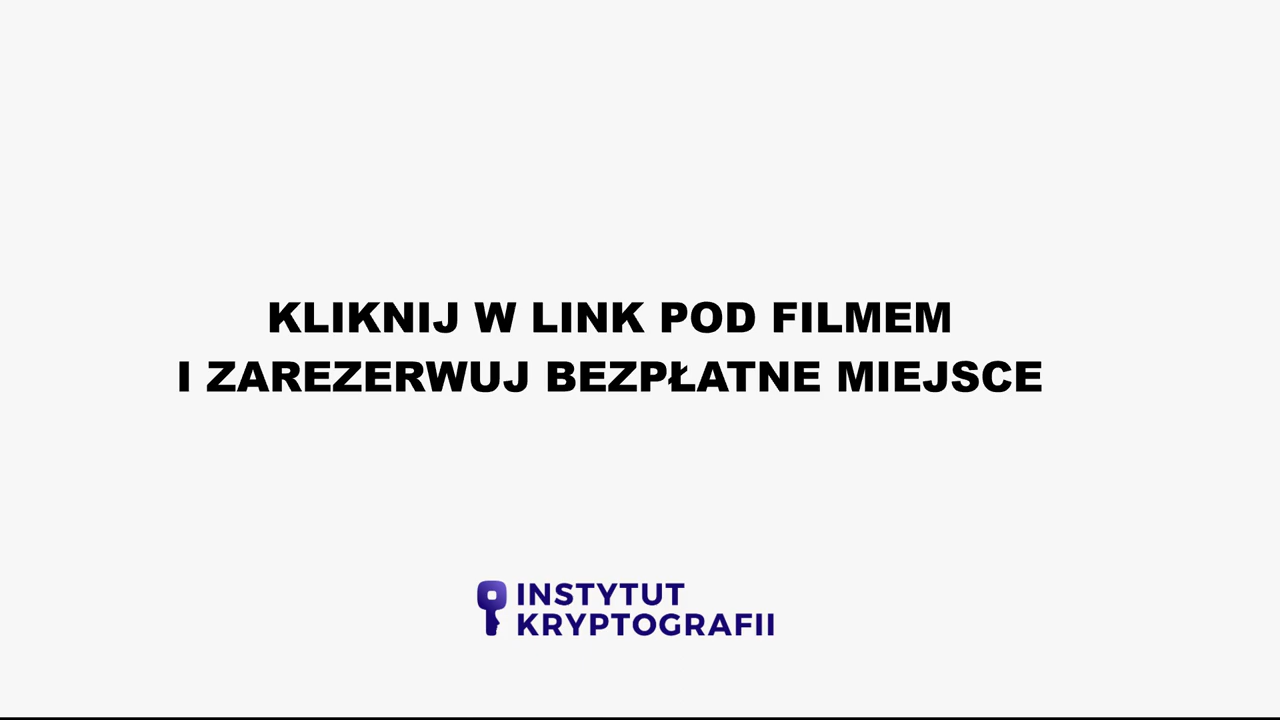 KLIKNIJ W LINK POD FILMEM
I ZAREZERWUJ BEZPŁATNE MIEJSCE
INSTYTUT
KRYPTOGRAFII